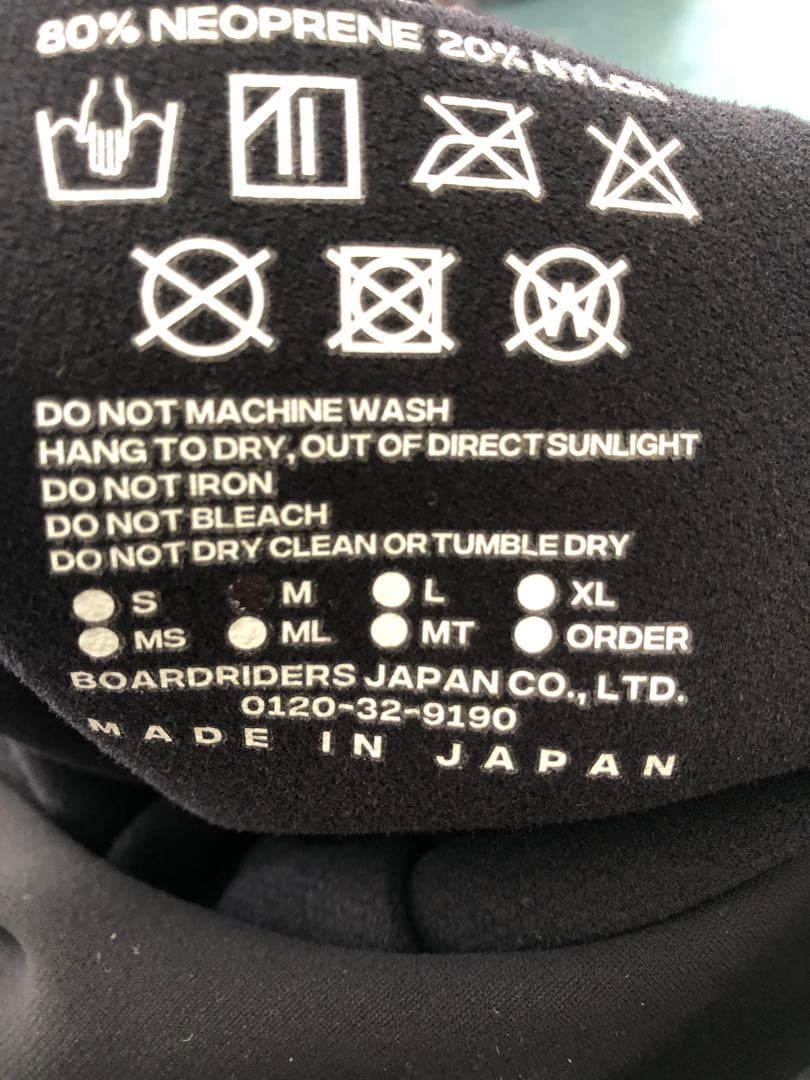 80% NEOPRENE 20% NYLON
W
DO NOT MACHINE WASH
HANG TO DRY, OUT OF DIRECT SUNLIGHT
DO NOT IRON
DO NOT BLEACH
DO NOT DRY CLEAN OR TUMBLE DRY
S M L XL
MS ML MT ORDER
BOARDRIDERS JAPAN CO., LTD.
0120-32-9190
MADE IN JAPAN